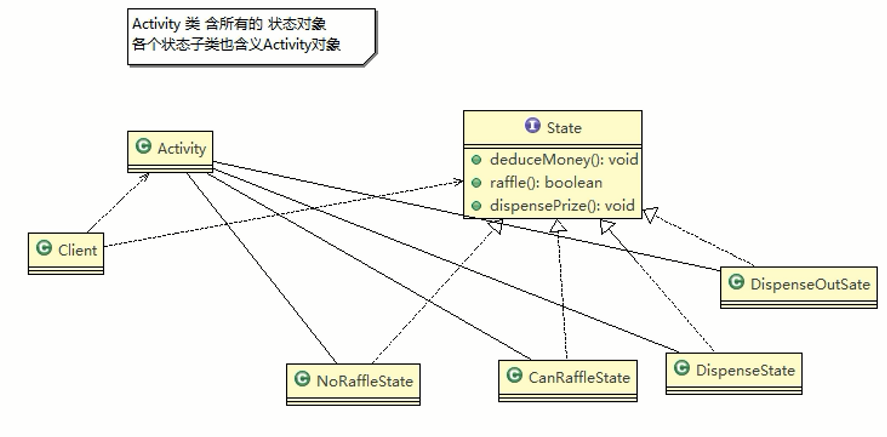 Activity 类 含所有的 状态对象
各个状态子类也含义Activity对象
I State
deduceMoney(): void
raffle(): boolean
dispensePrize(): void
C Activity
C Client
C DispenseOutSate
C NoRaffleState
C CanRaffleState
C DispenseState